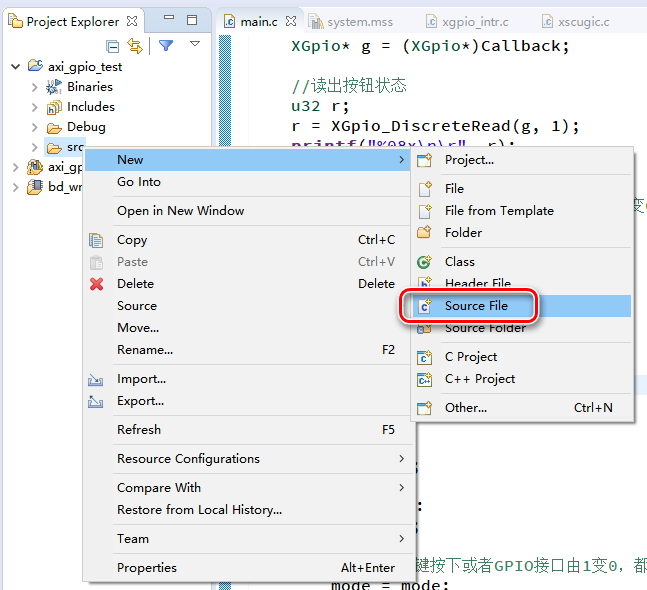 Project Explorer
main.c
system.mss
xgpio_intr.c
xscugic.c
axi_gpio_test
Binaries
Includes
Debug
src
axi_gp
bd_wr
XGpio* g = (XGpio*)Callback;
//读出按钮状态
u32 r;
r = XGpio_DiscreteRead(g, 1);
printf("%08x\n\r", r);
New
Go Into
Open in New Window
Copy Ctrl+C
Paste Ctrl+V
Delete Delete
Source
Move...
Rename... F2
Import...
Export...
Refresh F5
Resource Configurations
Compare With
Restore from Local History...
Team
Properties Alt+Enter
Project...
File
File from Template
Folder
Class
Header File
Source File
Source Folder
C Project
C++ Project
Other... Ctrl+N
键按下或者GPIO接口由1变0，都
mode = mode;